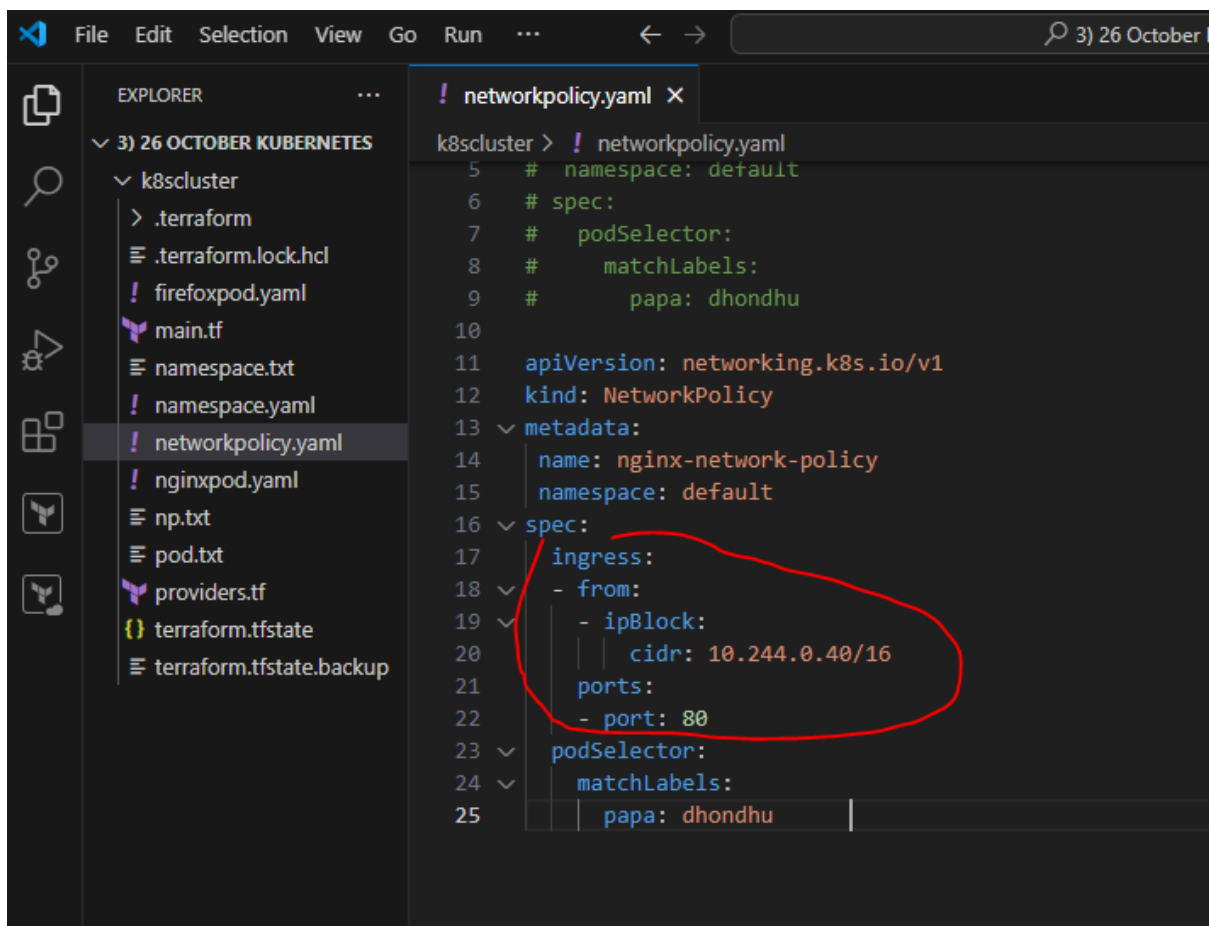 File Edit Selection View Go Run ··· ← → 3) 26 October
EXPLORER ···
3) 26 OCTOBER KUBERNETES
k8scluster
.terraform
.terraform.lock.hcl
! firefoxpod.yaml
main.tf
namespace.txt
! namespace.yaml
! networkpolicy.yaml
! nginxpod.yaml
np.txt
pod.txt
providers.tf
{} terraform.tfstate
terraform.tfstate.backup
! networkpolicy.yaml ×
k8scluster > ! networkpolicy.yaml
5 # namespace: default
6 # spec:
7 # podSelector:
8 # matchLabels:
9 # papa: dhondhu
10
11 apiVersion: networking.k8s.io/v1
12 kind: NetworkPolicy
13 metadata:
14 name: nginx-network-policy
15 namespace: default
16 spec:
17 ingress:
18 - from:
19 - ipBlock:
20 cidr: 10.244.0.40/16
21 ports:
22 - port: 80
23 podSelector:
24 matchLabels:
25 papa: dhondhu